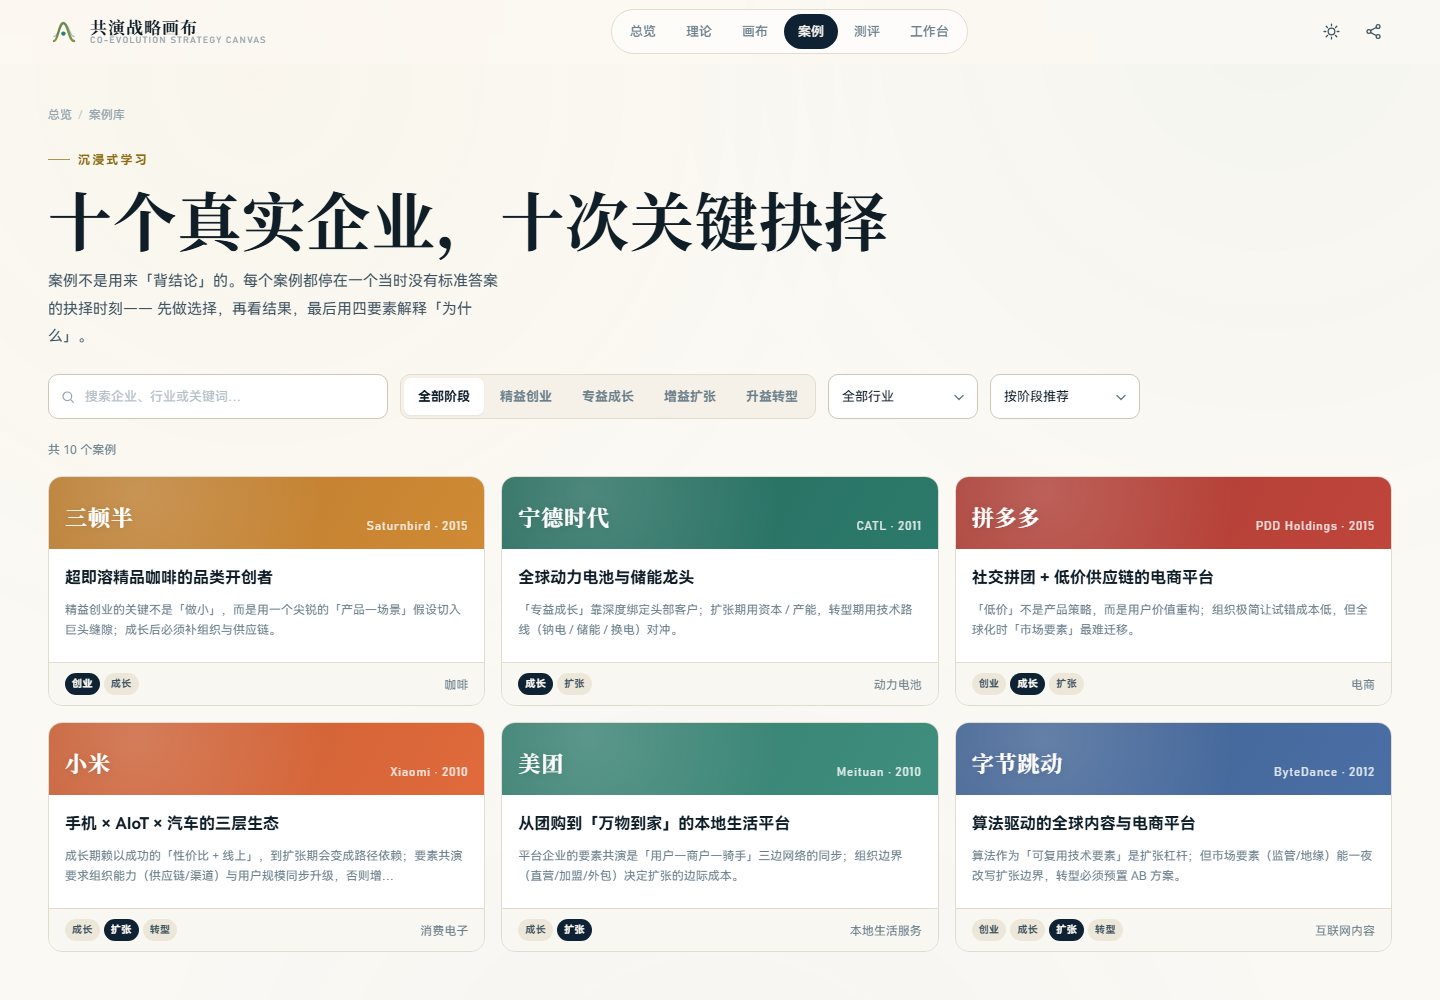 共演战略画布
CO-EVOLUTION STRATEGY CANVAS
总览 理论 画布 案例 测评 工作台
总览 / 案例库
沉浸式学习
十个真实企业，十次关键抉择
案例不是用来「背结论」的。每个案例都停在一个当时没有标准答案
的抉择时刻—— 先做选择，再看结果，最后用四要素解释「为什
么」。
搜索企业、行业或关键词…
全部阶段 精益创业 专益成长 增益扩张 升益转型
全部行业
按阶段推荐
共 10 个案例
三顿半
Saturnbird · 2015
超即溶精品咖啡的品类开创者
精益创业的关键不是「做小」，而是用一个尖锐的「产品—场景」假设切入
巨头缝隙；成长后必须补组织与供应链。
创业 成长
咖啡
宁德时代
CATL · 2011
全球动力电池与储能龙头
「专益成长」靠深度绑定头部客户；扩张期用资本 / 产能，转型期用技术路
线（钠电 / 储能 / 换电）对冲。
成长 扩张
动力电池
拼多多
PDD Holdings · 2015
社交拼团 + 低价供应链的电商平台
「低价」不是产品策略，而是用户价值重构；组织极简让试错成本低，但全
球化时「市场要素」最难迁移。
创业 成长 扩张
电商
小米
Xiaomi · 2010
手机 × AIoT × 汽车的三层生态
成长期赖以成功的「性价比 + 线上」，到扩张期会变成路径依赖；要素共演
要求组织能力（供应链/渠道）与用户规模同步升级，否则增…
成长 扩张 转型
消费电子
美团
Meituan · 2010
从团购到「万物到家」的本地生活平台
平台企业的要素共演是「用户—商户—骑手」三边网络的同步；组织边界
（直营/加盟/外包）决定扩张的边际成本。
成长 扩张
本地生活服务
字节跳动
ByteDance · 2012
算法驱动的全球内容与电商平台
算法作为「可复用技术要素」是扩张杠杆；但市场要素（监管/地缘）能一夜
改写扩张边界，转型必须预置 AB 方案。
创业 成长 扩张 转型
互联网内容